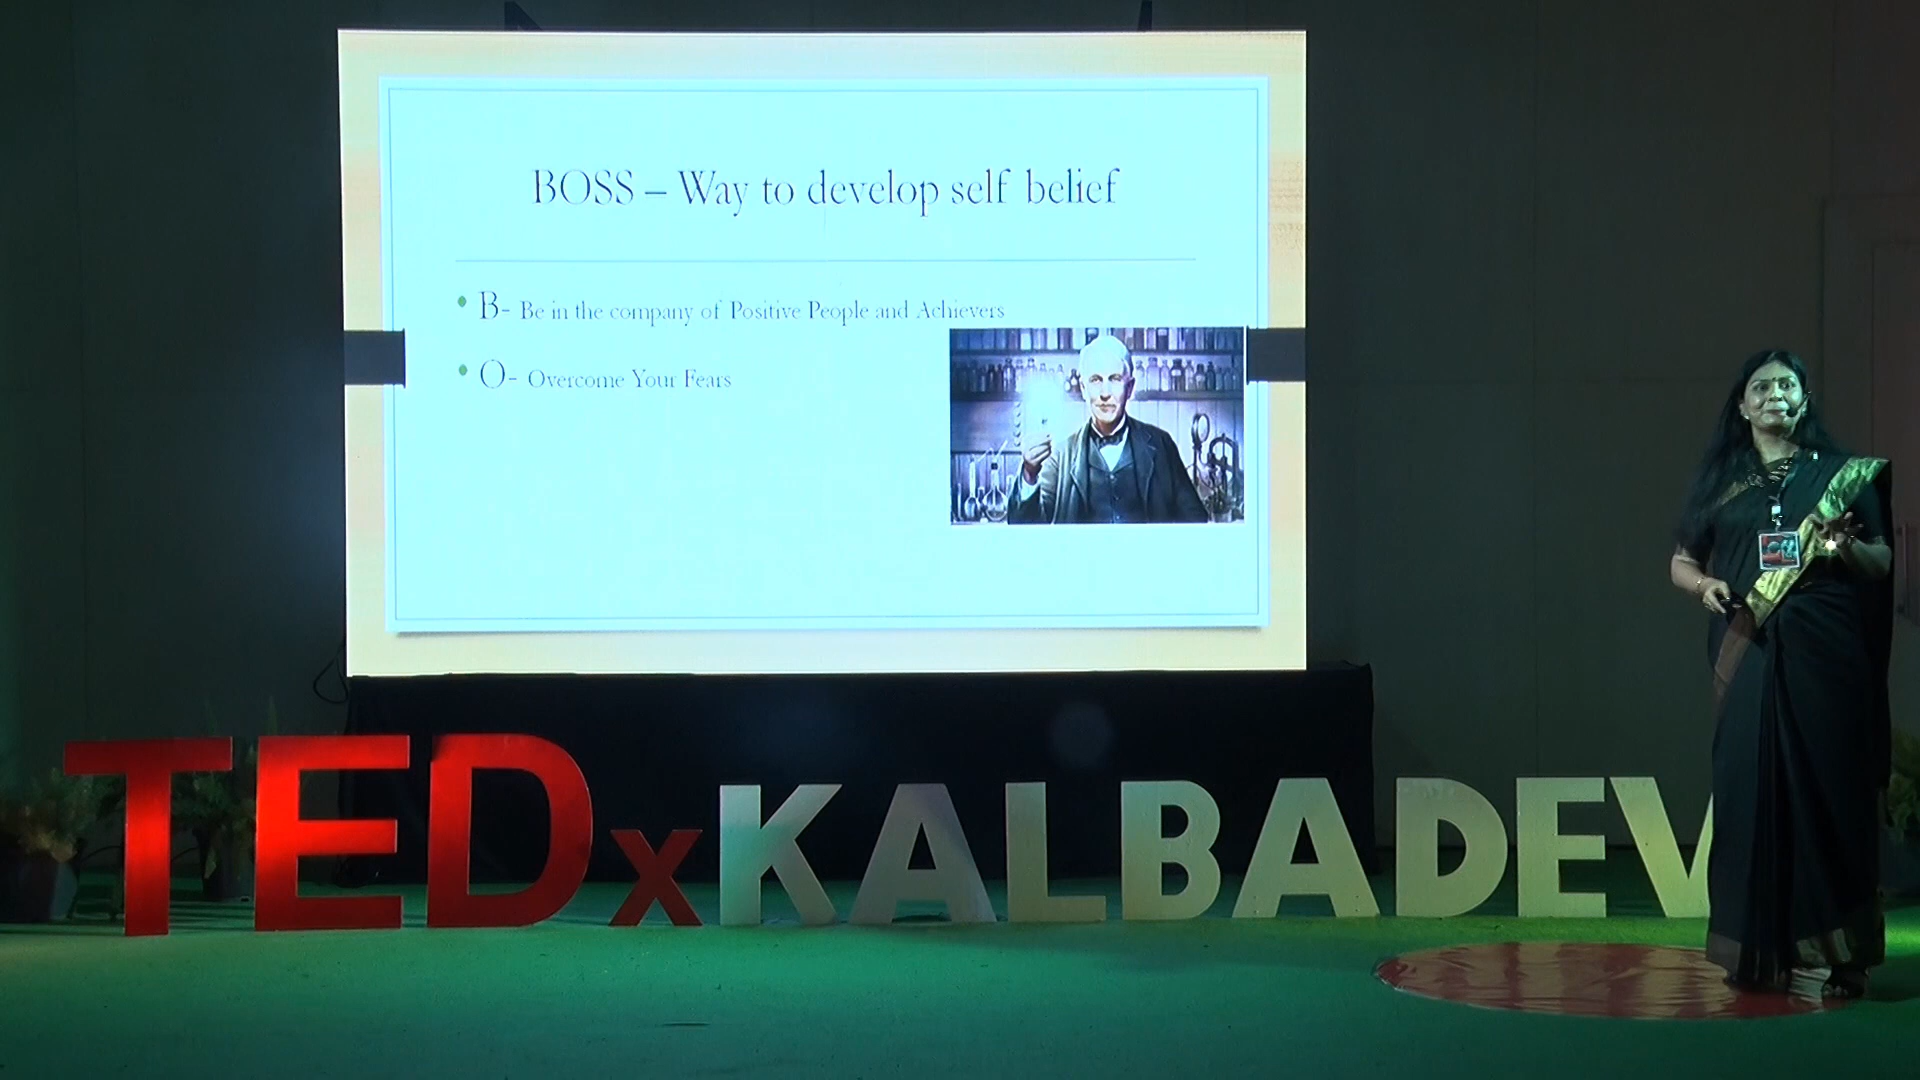 BOSS – Way to develop self belief
• B- Be in the company of Positive People and Achievers
• O- Overcome Your Fears
TEDxKALBADEV